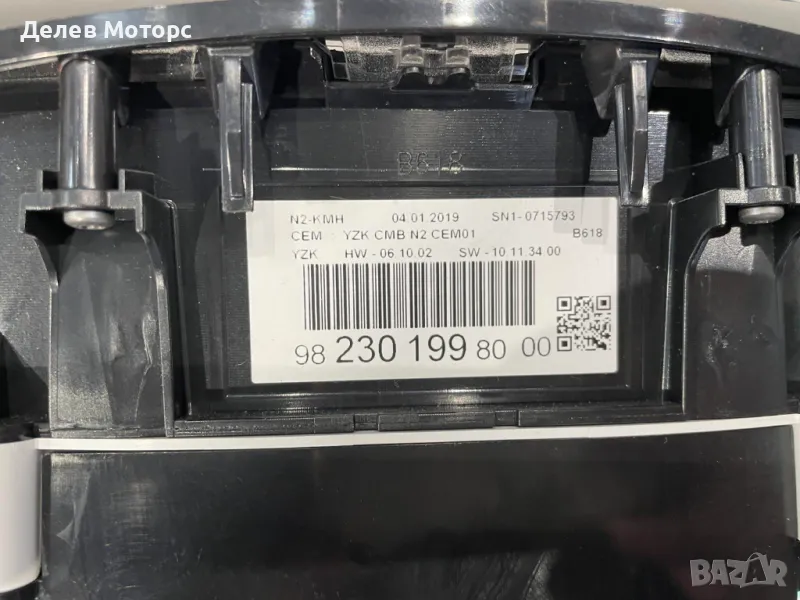 Делев Моторс
B618
N2-KMH 04.01.2019 SN1-0715793
CEM : YZK CMB N2 CEM01 B618
YZK HW - 06.10.02 SW - 10.11.34.00
98 230 199 80 00
BAZAR